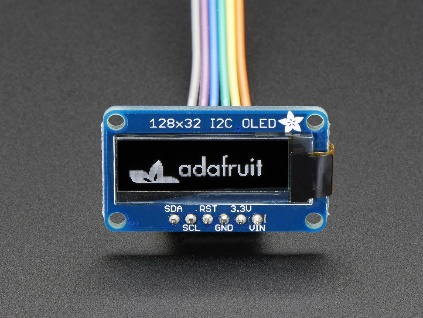 128x32 I2C OLED
adafruit
SDA RST 3.3V
SCL GND VIN